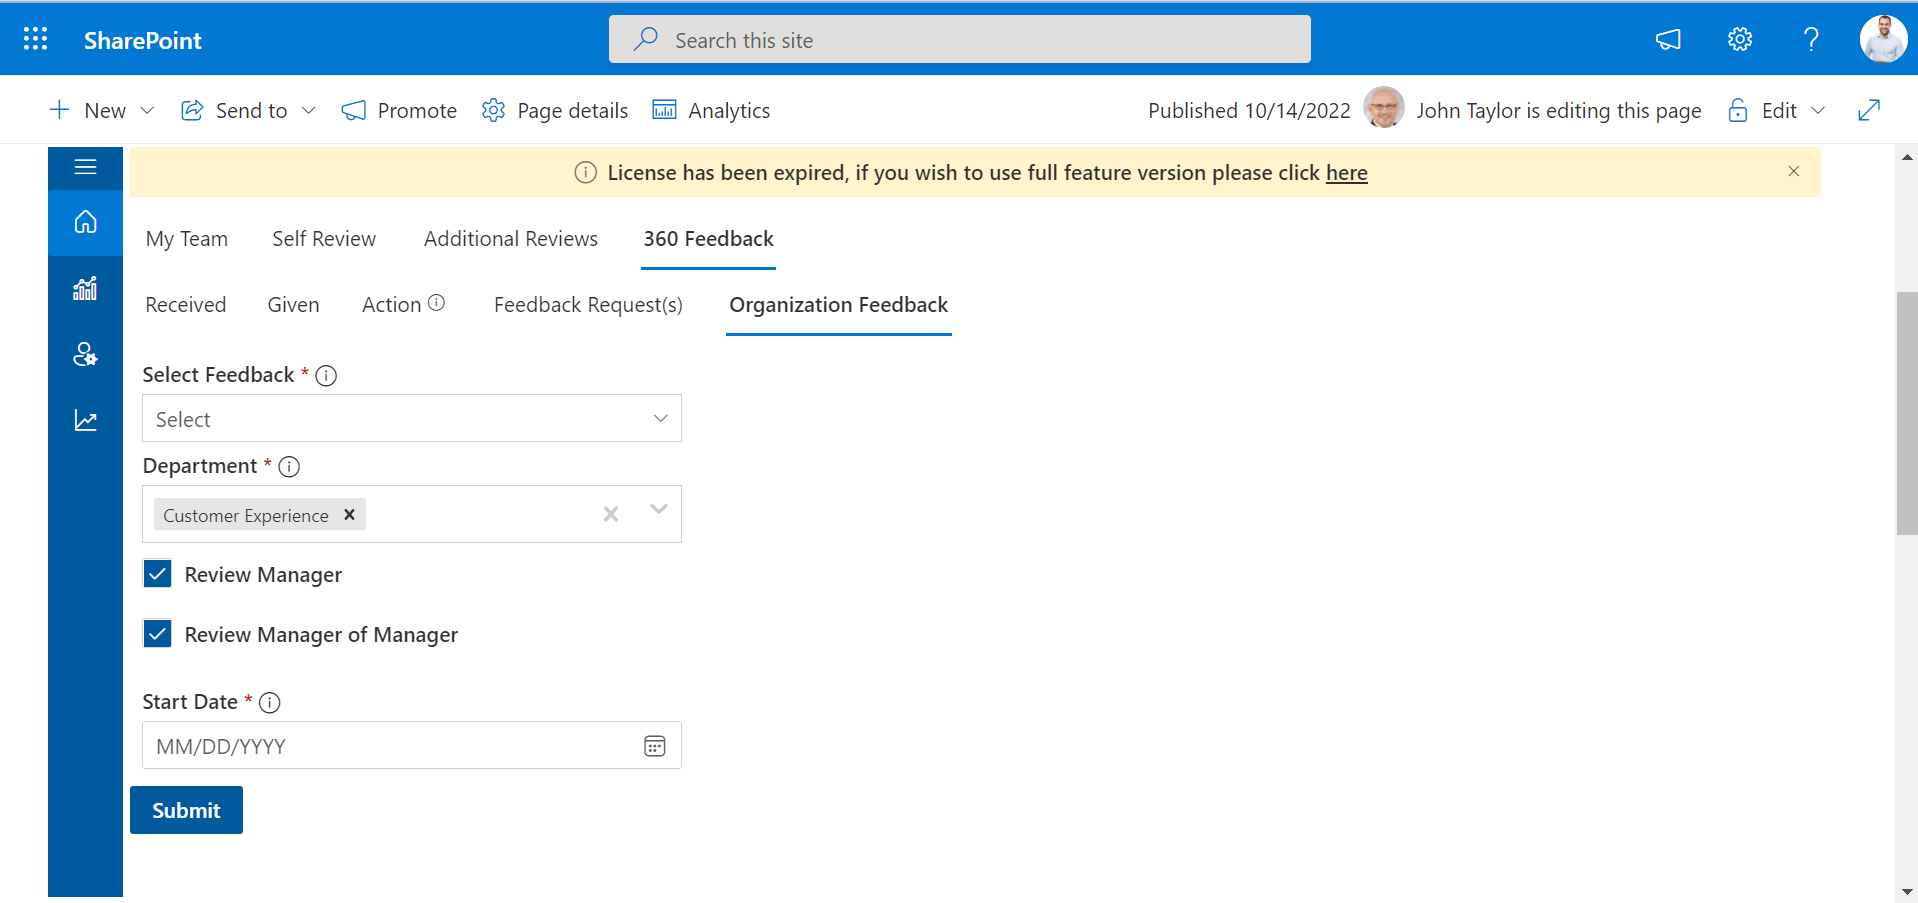 SharePoint
Search this site
New
Send to
Promote
Page details
Analytics
Published 10/14/2022
John Taylor is editing this page
Edit
License has been expired, if you wish to use full feature version please click here
My Team
Self Review
Additional Reviews
360 Feedback
Received
Given
Action
Feedback Request(s)
Organization Feedback
Select Feedback *
Select
Department *
Customer Experience
Review Manager
Review Manager of Manager
Start Date *
MM/DD/YYYY
Submit